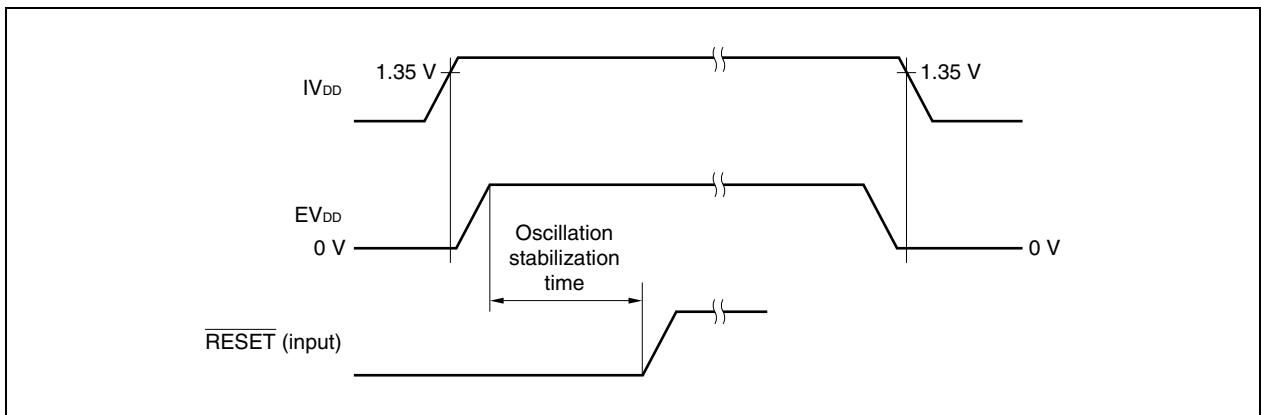 1.35 V
1.35 V
IVDD
EVDD
0 V
Oscillation
stabilization
time
0 V
RESET (input)